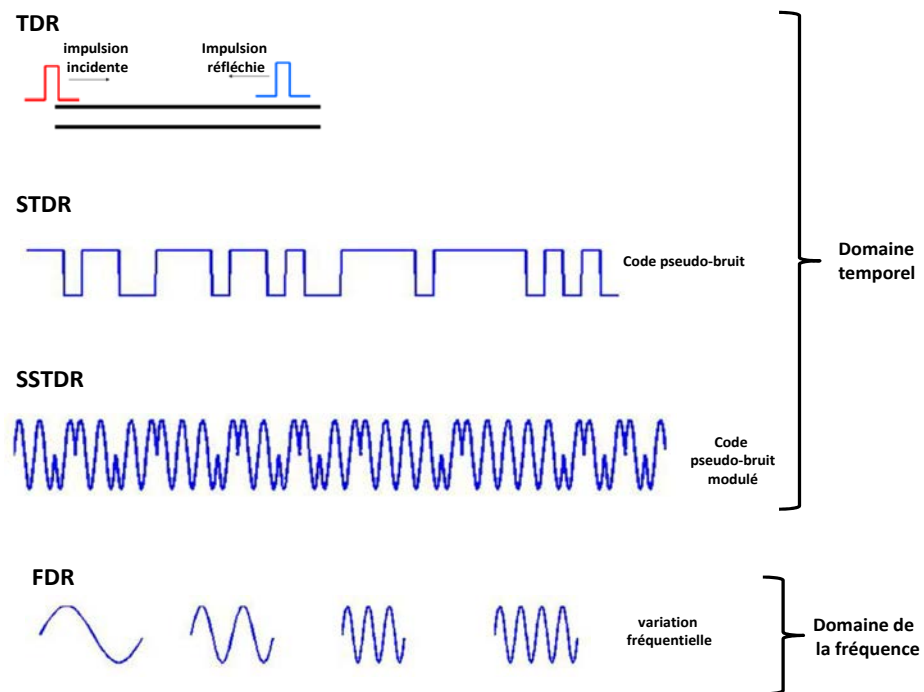 TDR
impulsion
incidente
Impulsion
réfléchie
STDR
Code pseudo-bruit
Domaine
temporel
SSTDR
Code
pseudo-bruit
modulé
FDR
variation
fréquentielle
Domaine de
la fréquence